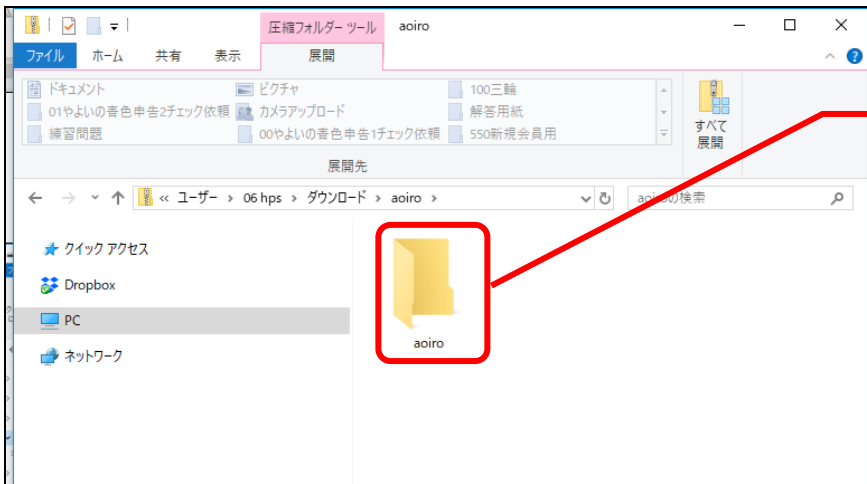 圧縮フォルダー ツール aoiro
ファイル ホーム 共有 表示 展開
ドキュメント ピクチャ 100三輪
01やよいの青色申告2チェック依頼 カメラアップロード 解答用紙
練習問題 00やよいの青色申告1チェック依頼 550新規会員用
すべて
展開
展開先
« ユーザー › 06 hps › ダウンロード › aoiro ›
aoiroの検索
クイック アクセス
Dropbox
PC
ネットワーク
aoiro